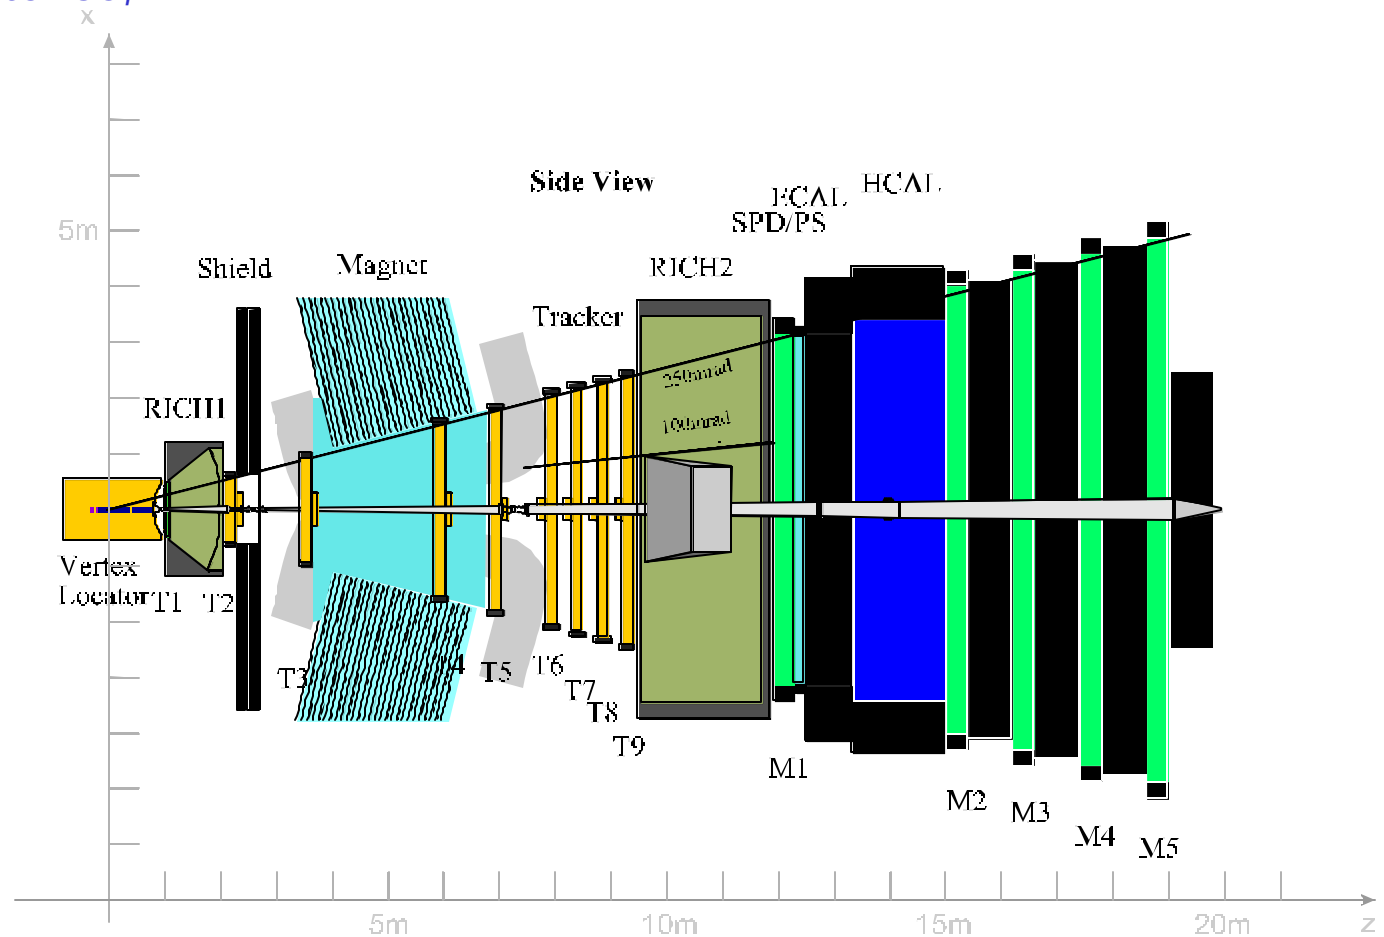 x
Side View
ECAL
HCAL
SPD/PS
5m
Shield
Magnet
RICH2
Tracker
250mrad
RICH1
100mrad
Vertex
Locator
T1
T2
T3
T4
T5
T6
T7
T8
T9
M1
M2
M3
M4
M5
5m
10m
15m
20m
z